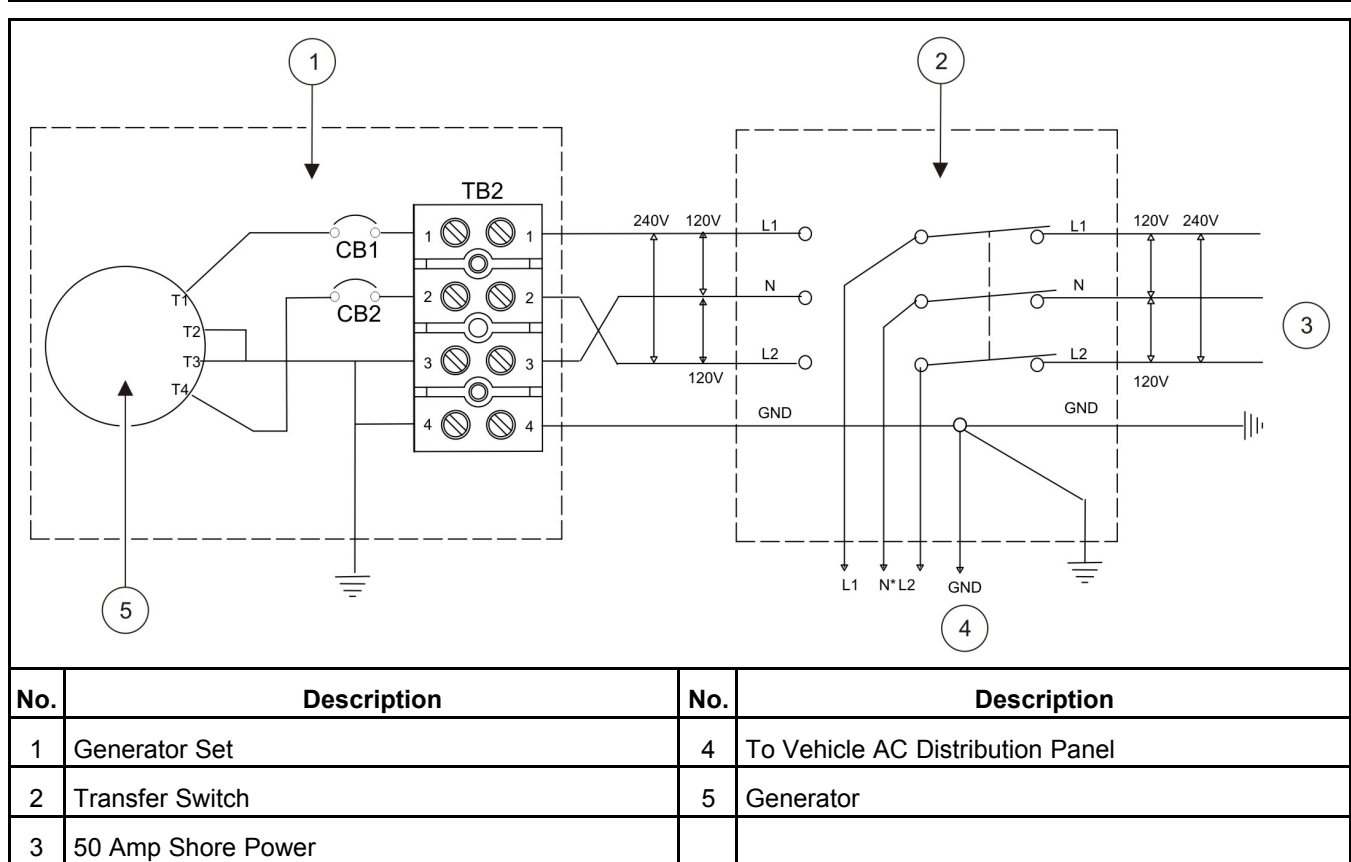 1
2
TB2
240V 120V
L1
L1
120V 240V
1
1
CB1
T1
2
2
N
N
CB2
3
T2
T3
3
3
L2
L2
120V
120V
T4
4
4
GND
GND
L1 N* L2 GND
5
4
No. Description No. Description
1 Generator Set 4 To Vehicle AC Distribution Panel
2 Transfer Switch 5 Generator
3 50 Amp Shore Power